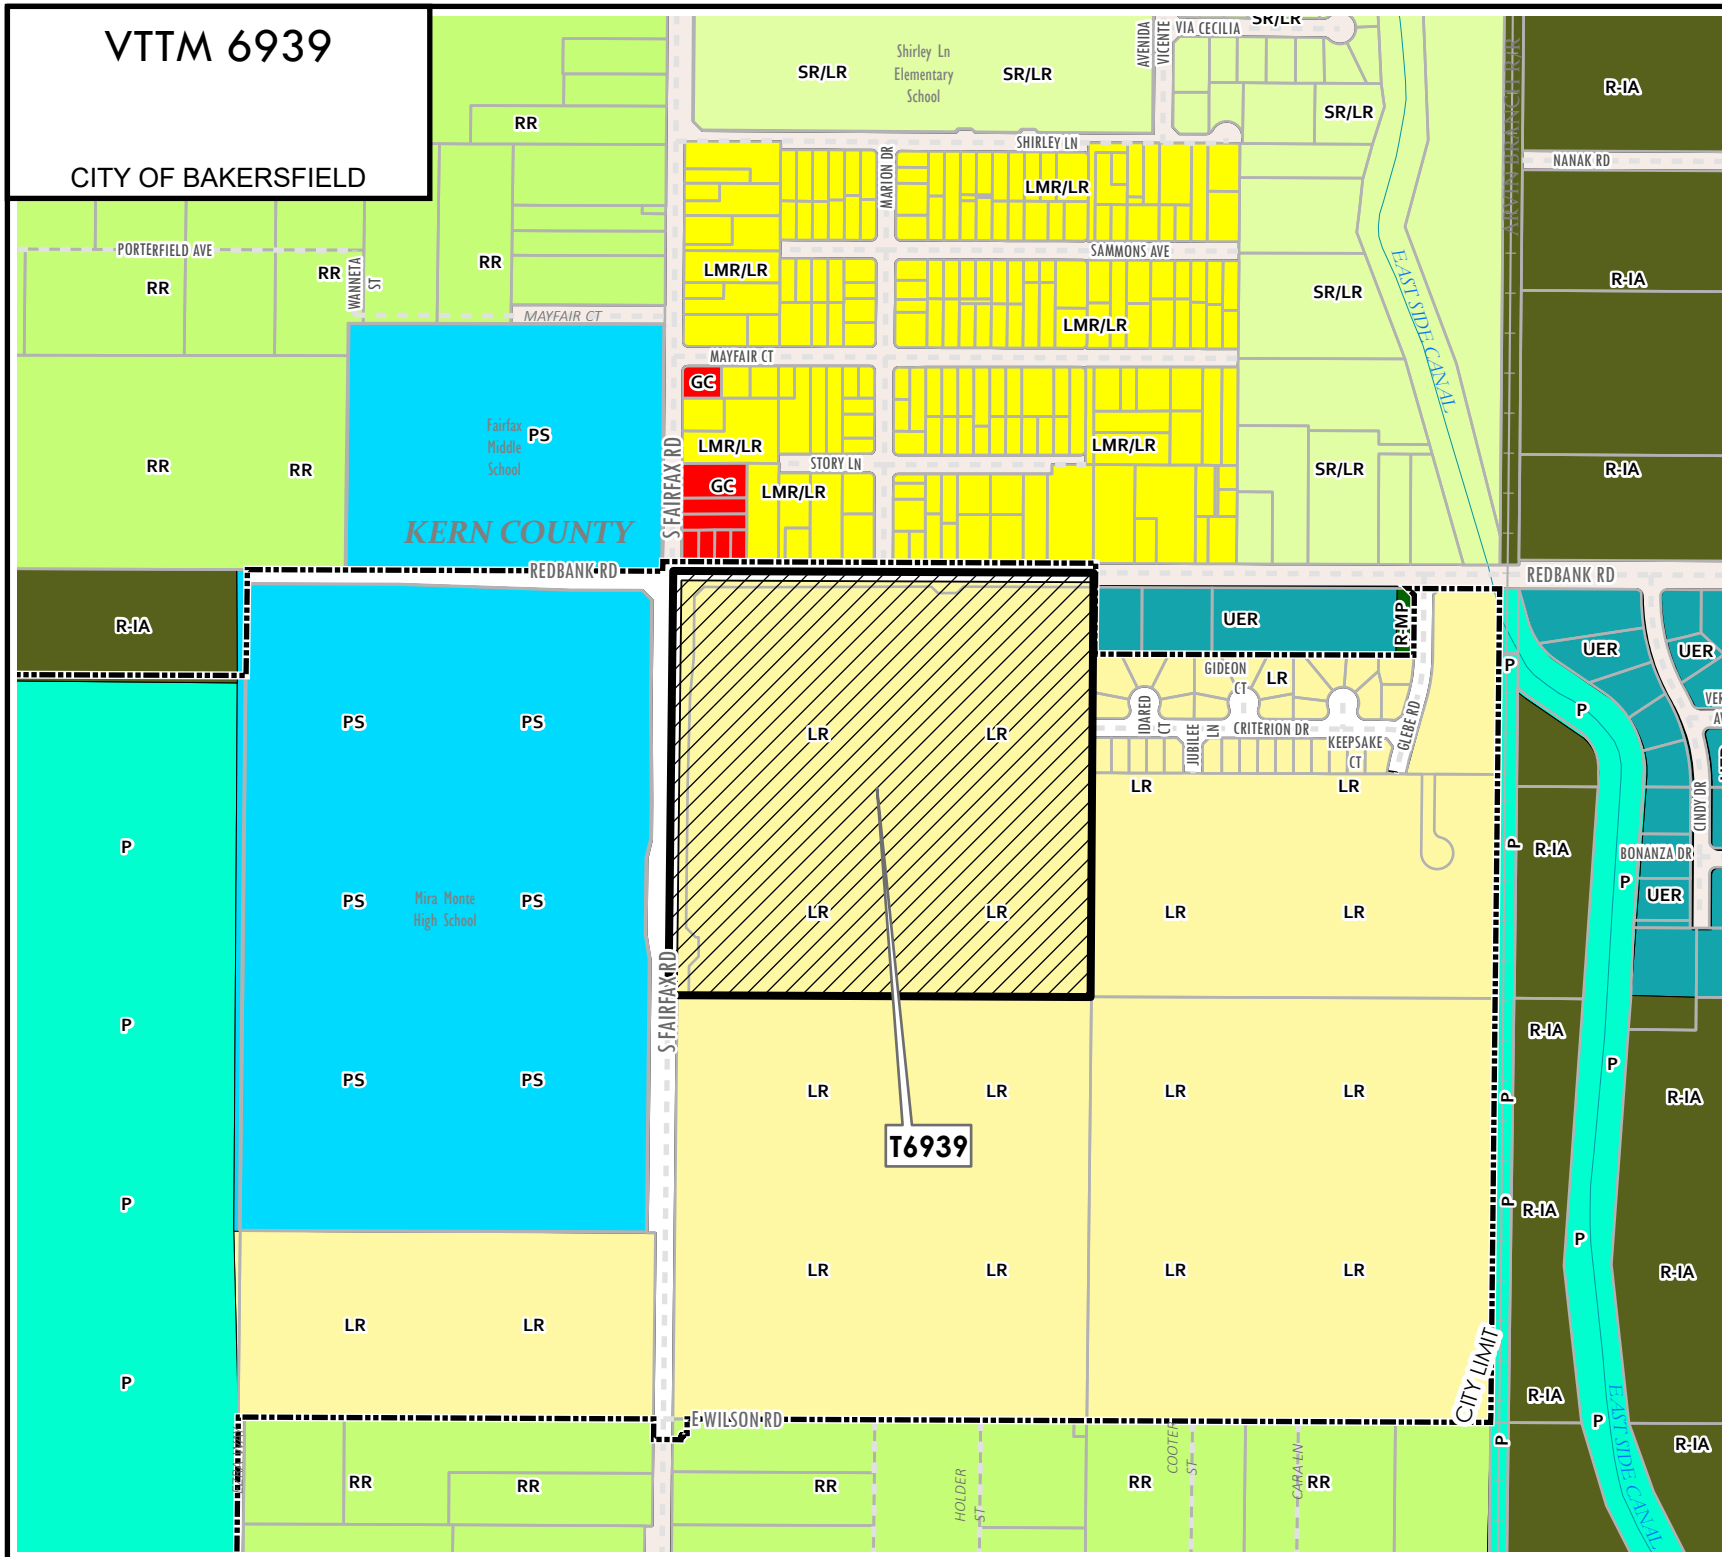 VTTM 6939
CITY OF BAKERSFIELD
SR/LR
VIA CECILIA
AVENIDA
VICENTE
Shirley Ln
Elementary
School
SR/LR
SR/LR
SR/LR
R-IA
RR
SHIRLEY LN
NANAK RD
MARION DR
LMR/LR
PORTERFIELD AVE
RR
RR
WANNETA
ST
RR
SAMMONS AVE
LMR/LR
SR/LR
R-IA
EAST SIDE CANAL
MAYFAIR CT
LMR/LR
MAYFAIR CT
GC
Fairfax
Middle
School
PS
S FAIRFAX RD
LMR/LR
LMR/LR
RR
RR
STORY LN
SR/LR
R-IA
GC
LMR/LR
KERN COUNTY
REDBANK RD
REDBANK RD
R-IA
UER
R-MP
UER
UER
GIDEON
CT
LR
P
P
IDARED
CT
JUBILEE
LN
CRITERION DR
KEEPSAKE
CT
GLEBE RD
PS
PS
LR
LR
LR
LR
CINDY DR
P
P
R-IA
BONANZA DR
P
UER
PS
PS
Mira Monte
High School
LR
LR
LR
LR
S FAIRFAX RD
P
R-IA
P
PS
PS
LR
LR
LR
LR
P
R-IA
T6939
P
P
R-IA
P
LR
LR
LR
LR
R-IA
LR
LR
CITY LIMIT
P
R-IA
EAST SIDE CANAL
P
E WILSON RD
P
R-IA
RR
RR
RR
HOLDER
ST
COOTER
ST
RR
CARA LN
RR